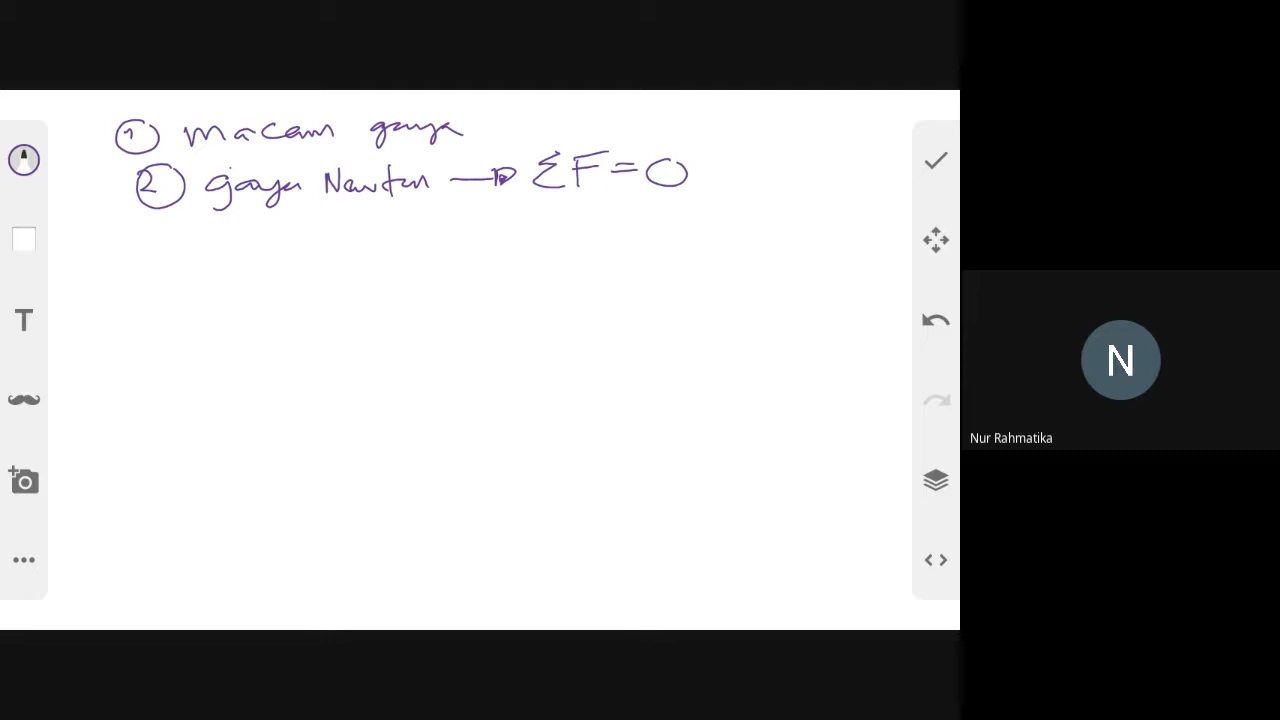 ① macam gaya
② gaya Newton → ΣF = 0
T
N
Nur Rahmatika